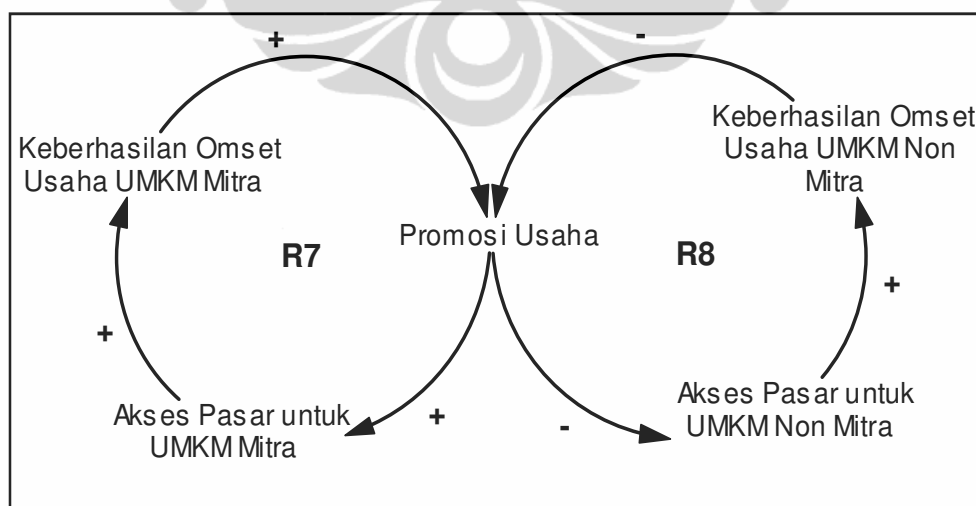 +
-
Keberhasilan Omset
Usaha UMKM Mitra
Keberhasilan Omset
Usaha UMKM Non
Mitra
Promosi Usaha
R7
R8
+
+
Akses Pasar untuk
UMKM Mitra
+
-
Akses Pasar untuk
UMKM Non Mitra